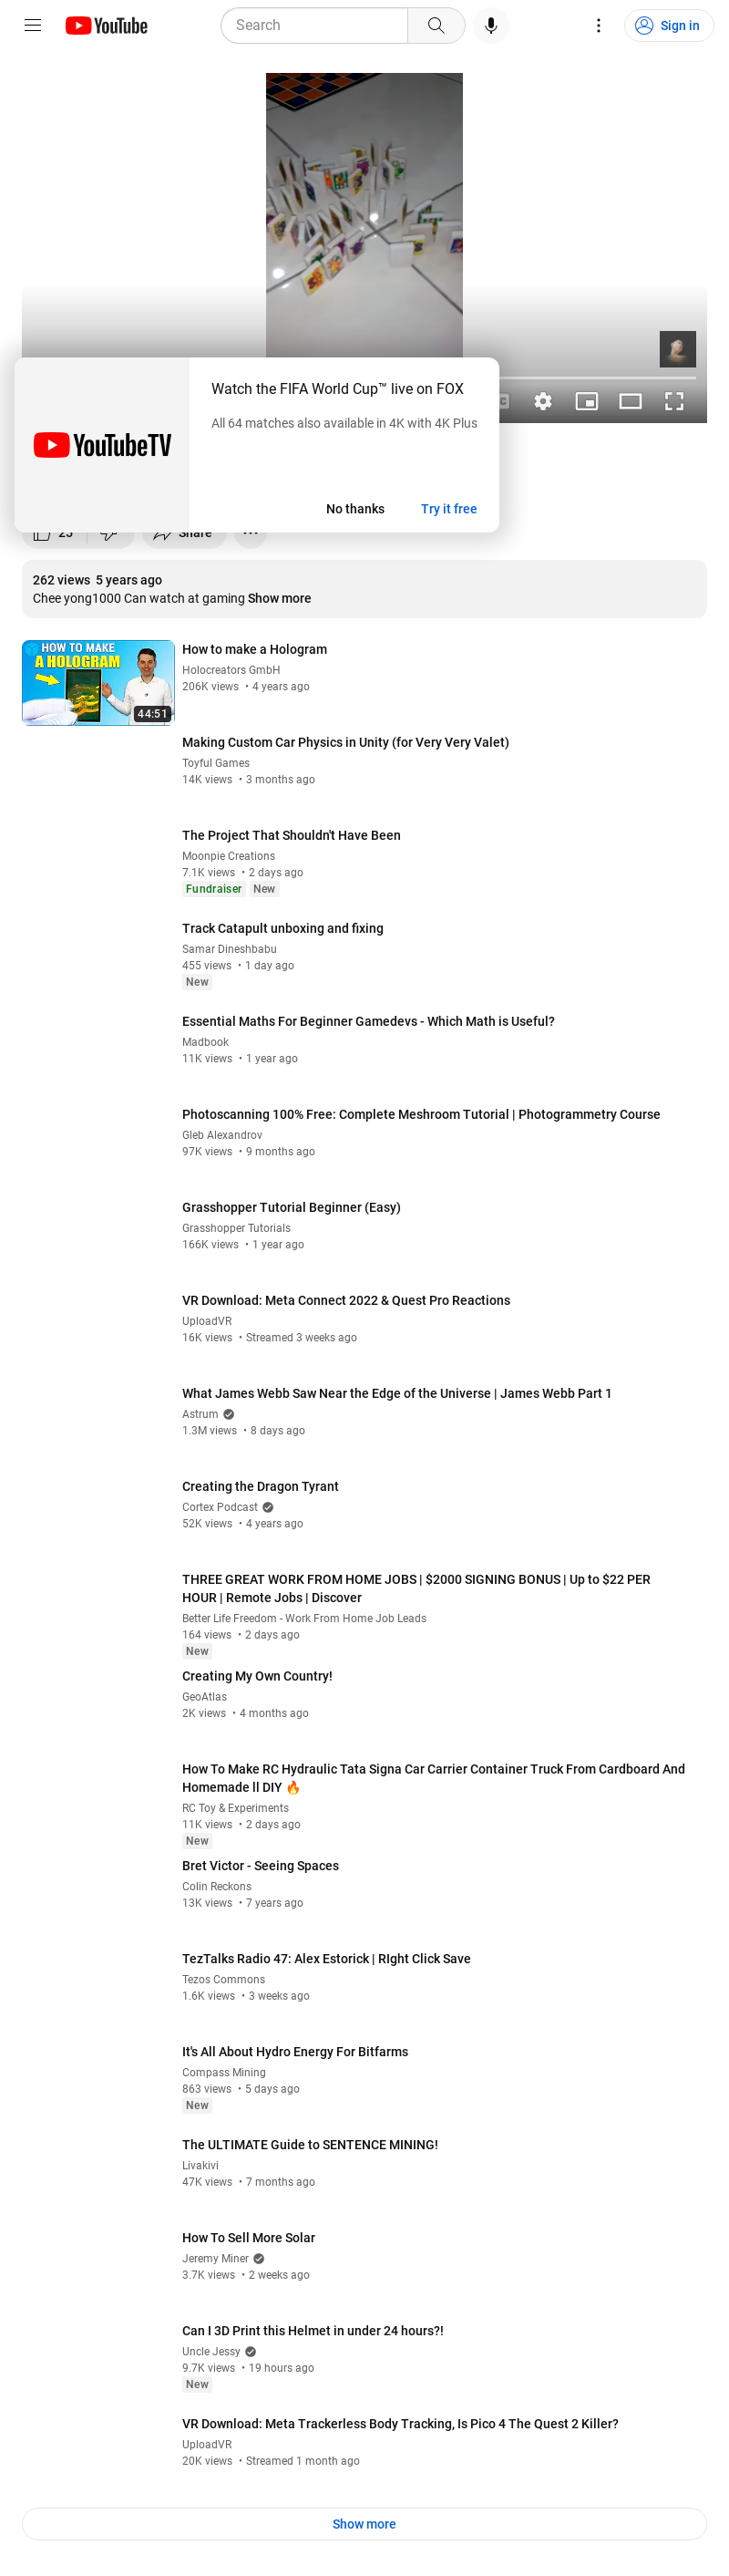 YouTube
Search
Sign in
Watch the FIFA World Cup™ live on FOX
All 64 matches also available in 4K with 4K Plus
YouTubeTV
No thanks
Try it free
25
Share
262 views 5 years ago
Chee yong1000 Can watch at gaming Show more
HOW TO MAKE
A HOLOGRAM
44:51
How to make a Hologram
Holocreators GmbH
206K views • 4 years ago
Making Custom Car Physics in Unity (for Very Very Valet)
Toyful Games
14K views • 3 months ago
The Project That Shouldn't Have Been
Moonpie Creations
7.1K views • 2 days ago
Fundraiser New
Track Catapult unboxing and fixing
Samar Dineshbabu
455 views • 1 day ago
New
Essential Maths For Beginner Gamedevs - Which Math is Useful?
Madbook
11K views • 1 year ago
Photoscanning 100% Free: Complete Meshroom Tutorial | Photogrammetry Course
Gleb Alexandrov
97K views • 9 months ago
Grasshopper Tutorial Beginner (Easy)
Grasshopper Tutorials
166K views • 1 year ago
VR Download: Meta Connect 2022 & Quest Pro Reactions
UploadVR
16K views • Streamed 3 weeks ago
What James Webb Saw Near the Edge of the Universe | James Webb Part 1
Astrum
1.3M views • 8 days ago
Creating the Dragon Tyrant
Cortex Podcast
52K views • 4 years ago
THREE GREAT WORK FROM HOME JOBS | $2000 SIGNING BONUS | Up to $22 PER
HOUR | Remote Jobs | Discover
Better Life Freedom - Work From Home Job Leads
164 views • 2 days ago
New
Creating My Own Country!
GeoAtlas
2K views • 4 months ago
How To Make RC Hydraulic Tata Signa Car Carrier Container Truck From Cardboard And
Homemade ll DIY 🔥
RC Toy & Experiments
11K views • 2 days ago
New
Bret Victor - Seeing Spaces
Colin Reckons
13K views • 7 years ago
TezTalks Radio 47: Alex Estorick | RIght Click Save
Tezos Commons
1.6K views • 3 weeks ago
It's All About Hydro Energy For Bitfarms
Compass Mining
863 views • 5 days ago
New
The ULTIMATE Guide to SENTENCE MINING!
Livakivi
47K views • 7 months ago
How To Sell More Solar
Jeremy Miner
3.7K views • 2 weeks ago
Can I 3D Print this Helmet in under 24 hours?!
Uncle Jessy
9.7K views • 19 hours ago
New
VR Download: Meta Trackerless Body Tracking, Is Pico 4 The Quest 2 Killer?
UploadVR
20K views • Streamed 1 month ago
Show more